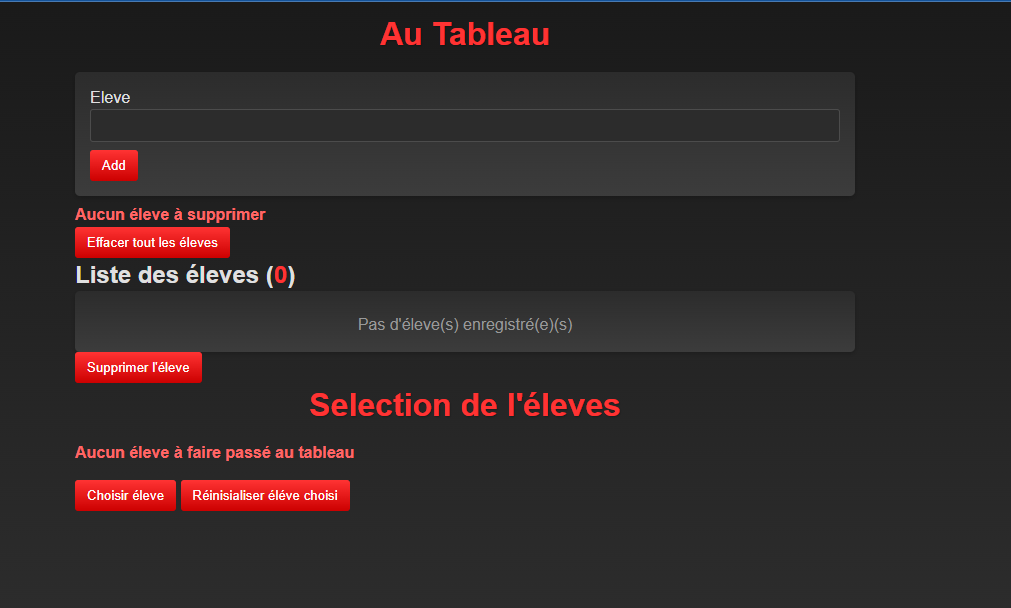 Au Tableau
Eleve
Add
Aucun éleve à supprimer
Effacer tout les éleves
Liste des éleves (0)
Pas d'éleve(s) enregistré(e)(s)
Supprimer l'éleve
Selection de l'éleves
Aucun éleve à faire passé au tableau
Choisir éleve Réinisialiser éléve choisi